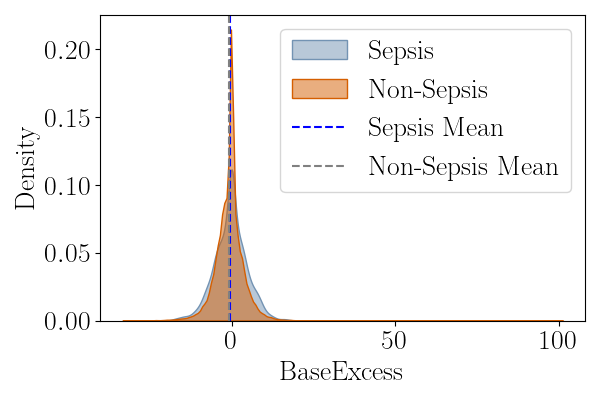 0.20
0.15
0.10
0.05
0.00
Density
Sepsis
Non-Sepsis
Sepsis Mean
Non-Sepsis Mean
0
50
100
BaseExcess